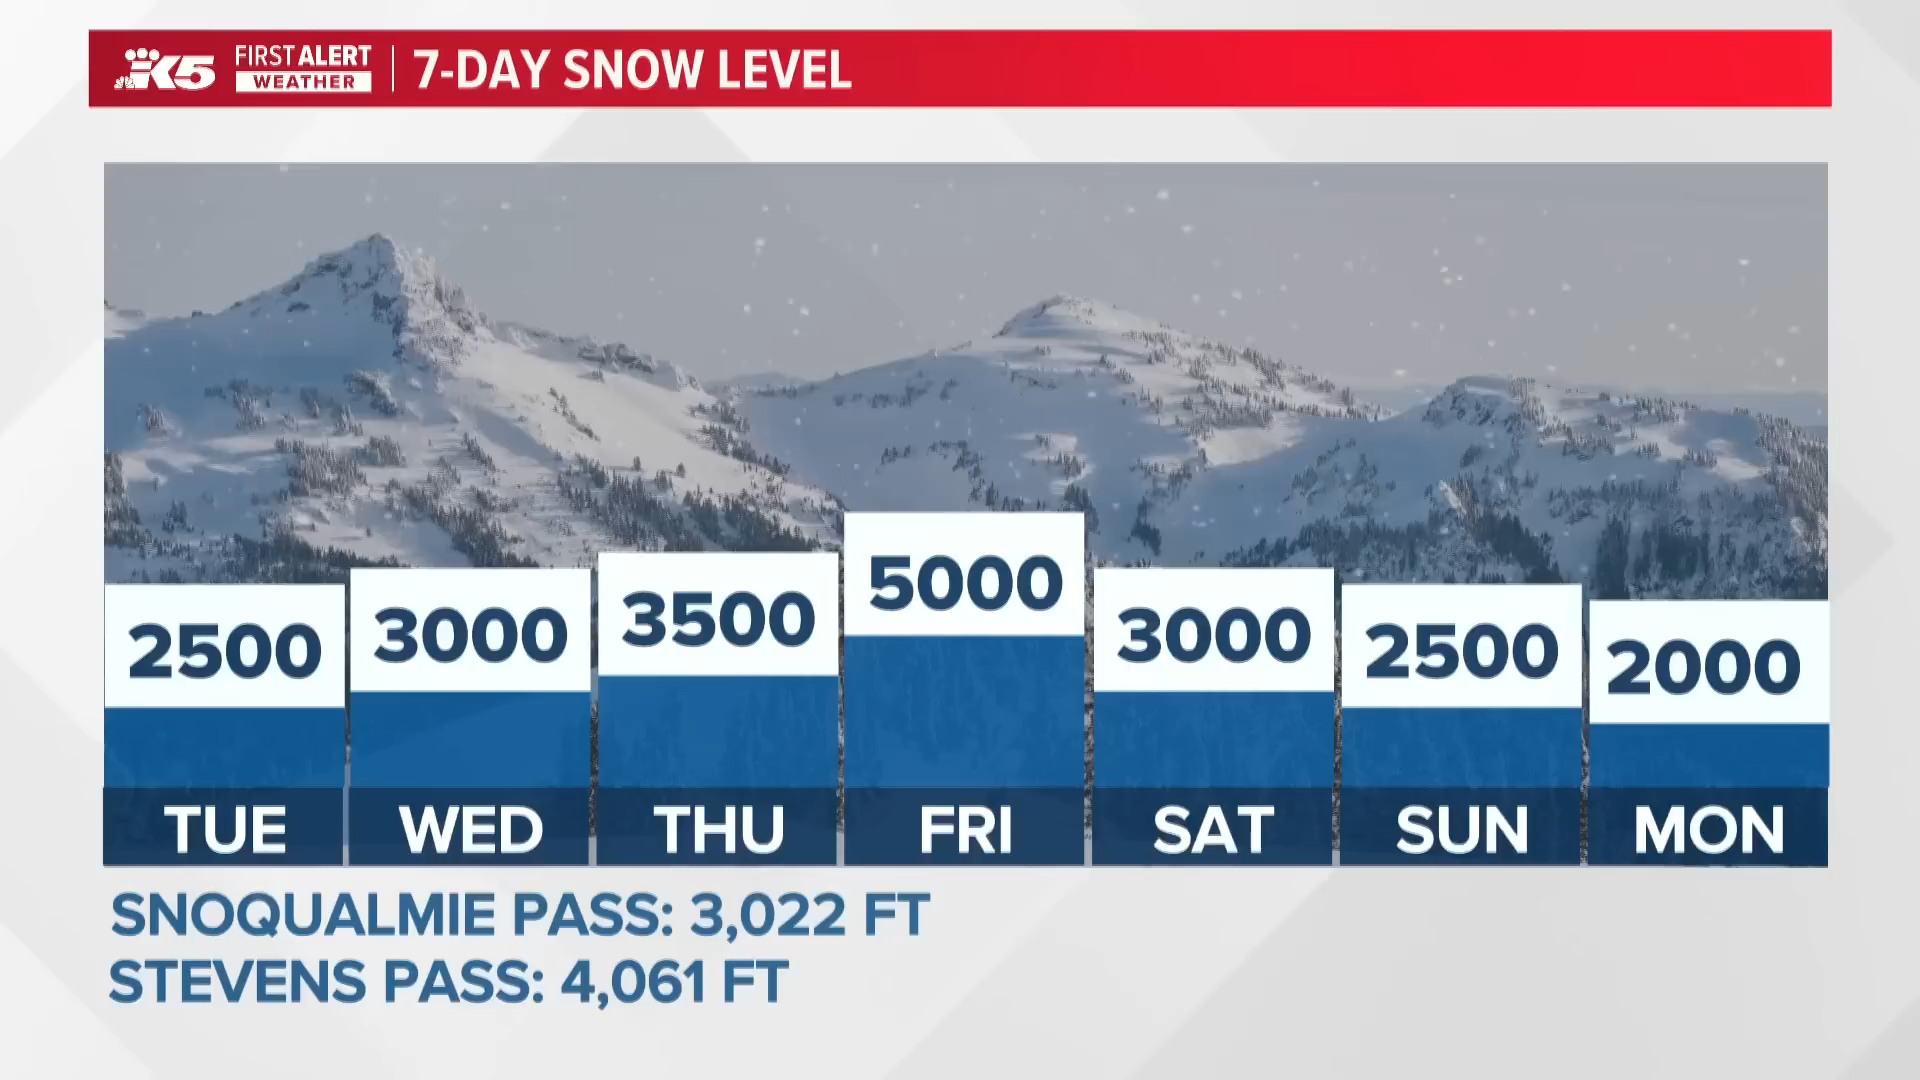 K5 FIRST ALERT WEATHER 7-DAY SNOW LEVEL
2500 3000 3500 5000 3000 2500 2000
TUE WED THU FRI SAT SUN MON
SNOQUALMIE PASS: 3,022 FT
STEVENS PASS: 4,061 FT